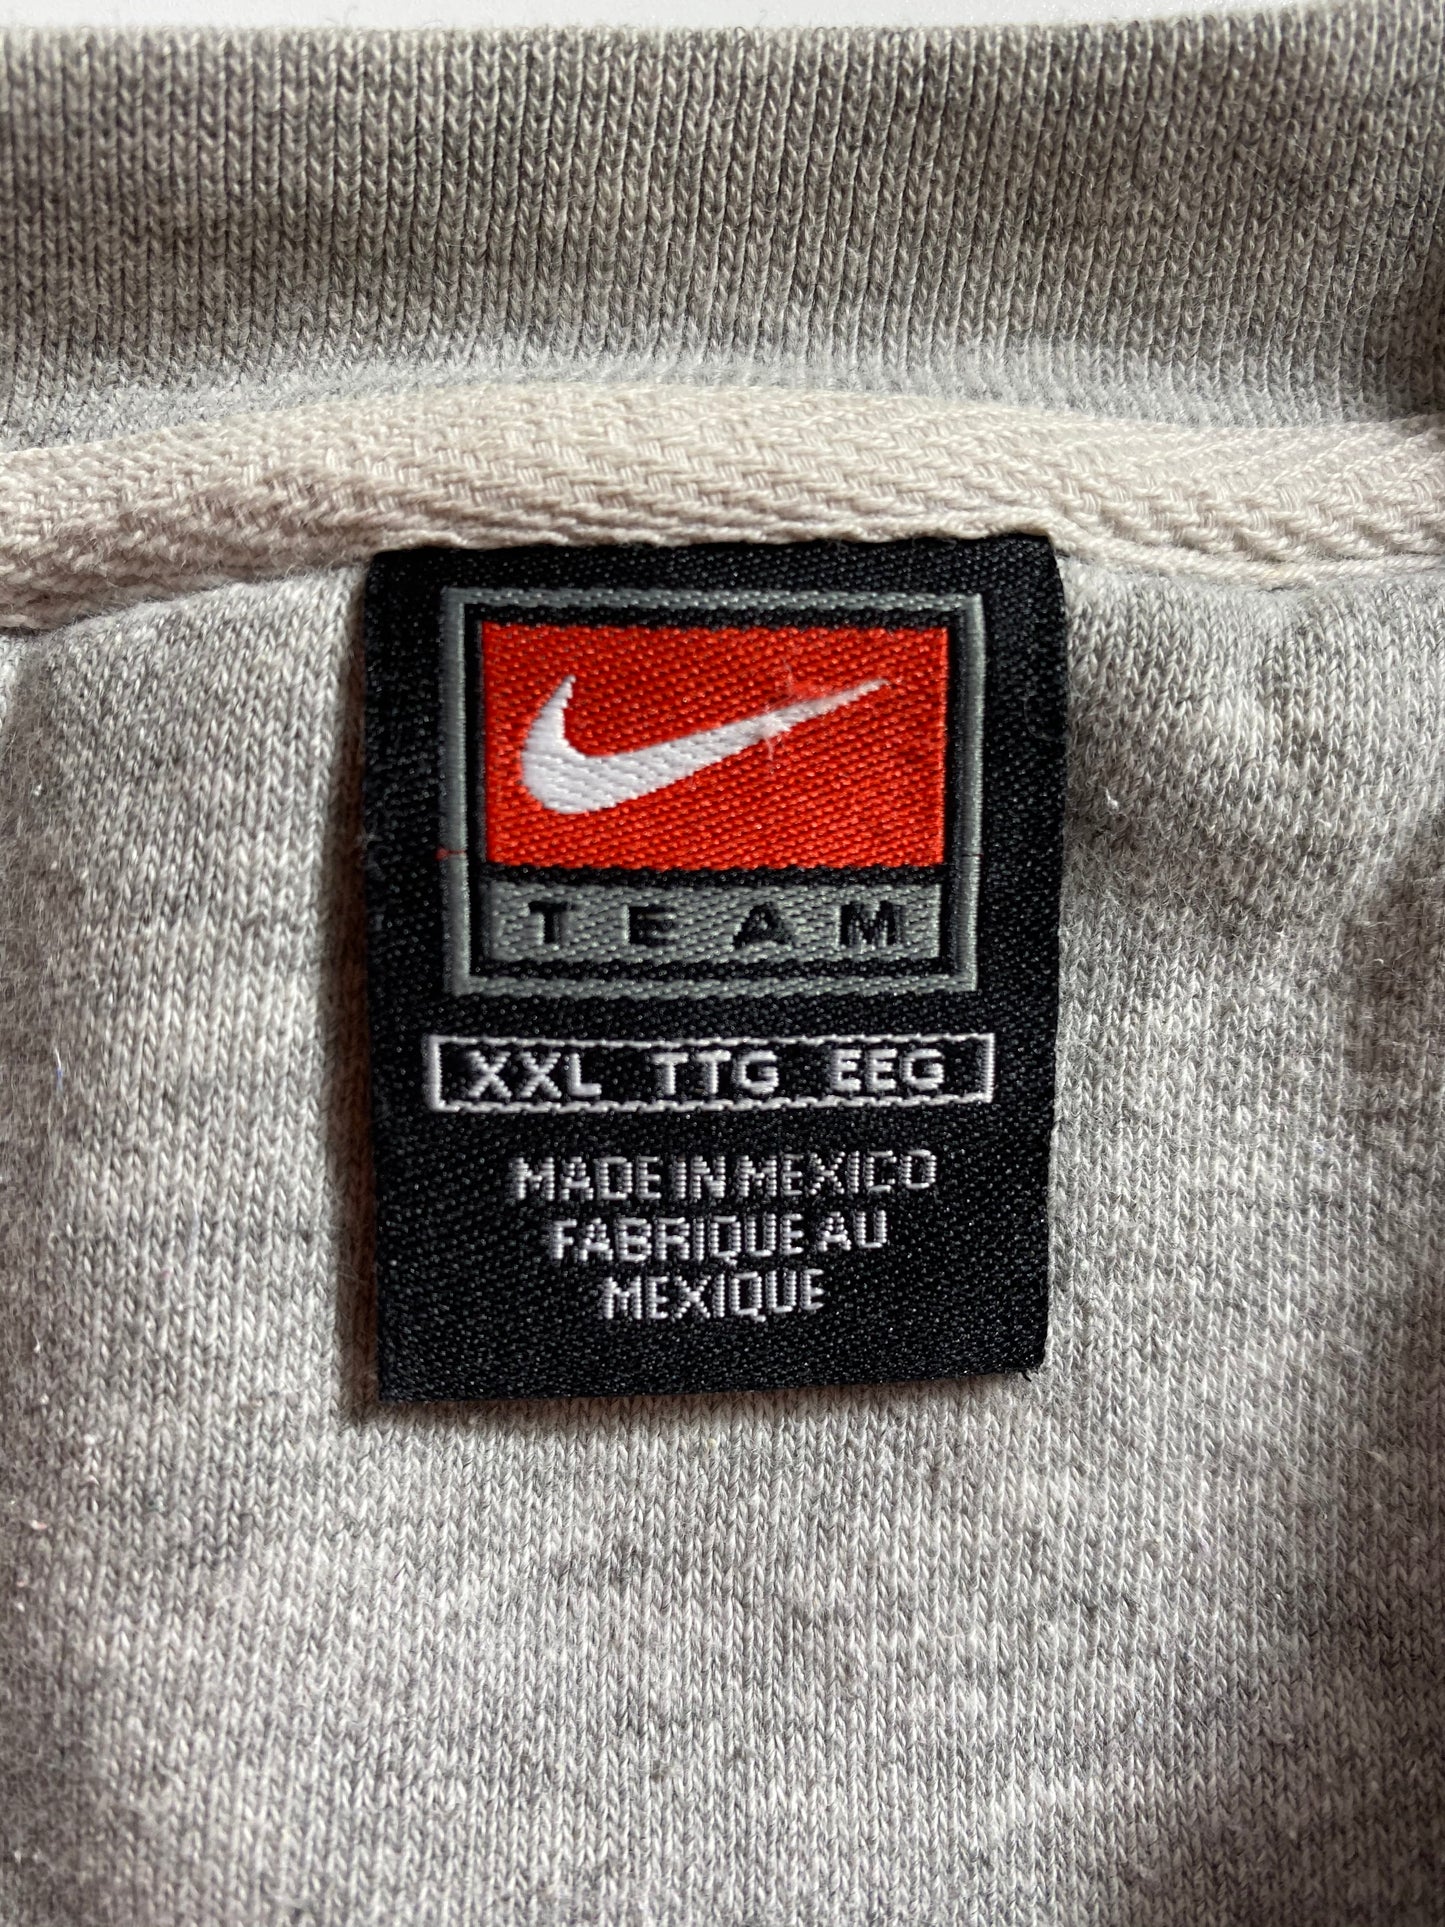 TEAM
XXL TTG EEG
MADE IN MEXICO
FABRIQUE AU
MEXIQUE